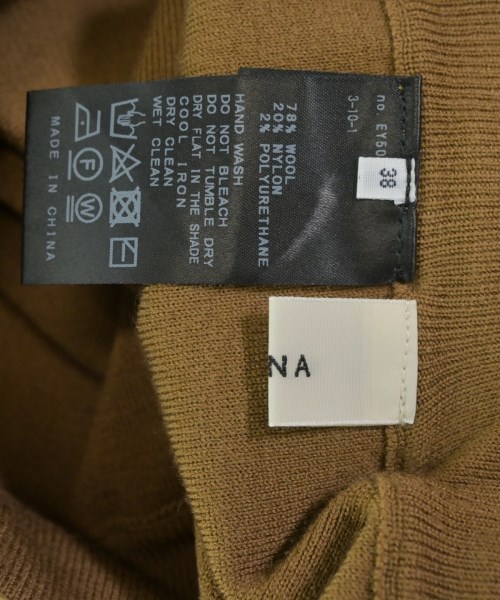 no. EY50
3-10-1
38
78% WOOL
20% NYLON
2% POLYURETHANE
HAND WASH
DO NOT BLEACH
DO NOT TUMBLE DRY
DRY FLAT IN THE SHADE
COOL IRON
DRY CLEAN
WET CLEAN
F W
MADE IN CHINA
NA